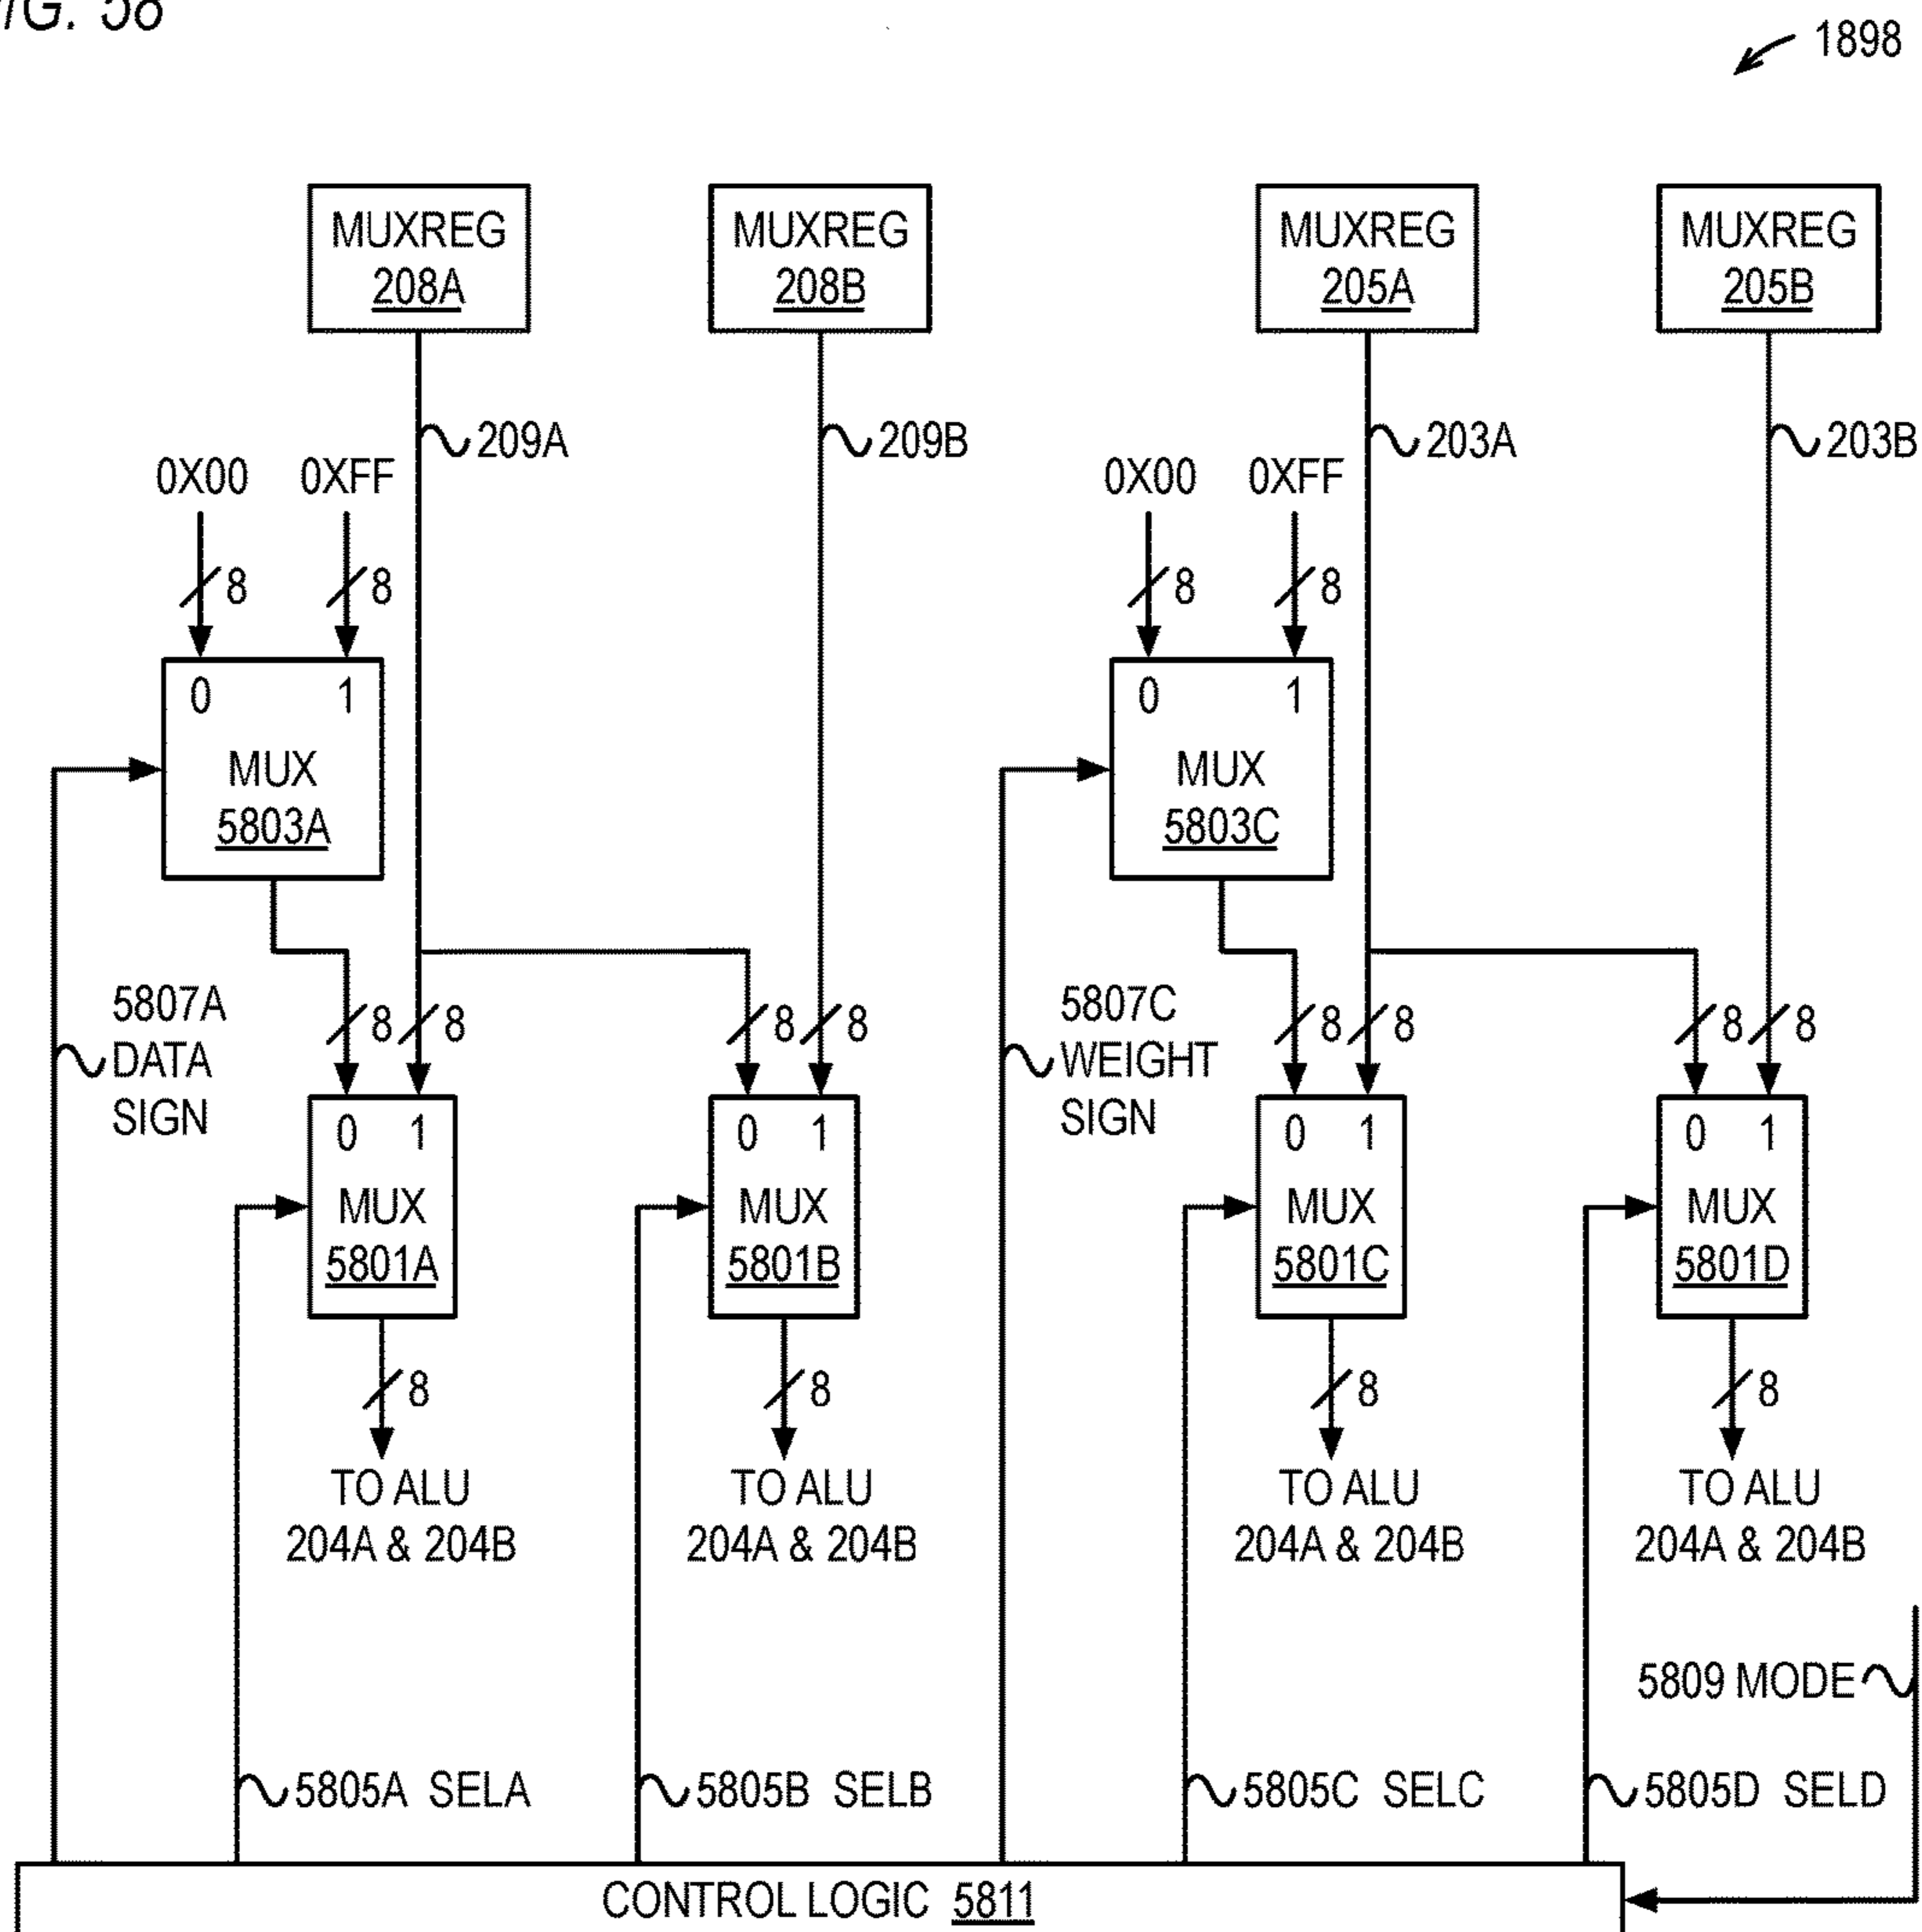 FIG. 58
1898
MUXREG
208A
MUXREG
208B
MUXREG
205A
MUXREG
205B
209A
209B
203A
203B
0X00
0XFF
0X00
0XFF
8
8
8
8
0
1
MUX
5803A
0
1
MUX
5803C
5807A
DATA
SIGN
8
8
8
8
5807C
WEIGHT
SIGN
8
8
8
8
0 1
MUX
5801A
0 1
MUX
5801B
0 1
MUX
5801C
0 1
MUX
5801D
8
8
8
8
TO ALU
204A & 204B
TO ALU
204A & 204B
TO ALU
204A & 204B
TO ALU
204A & 204B
5809 MODE
5805A SELA
5805B SELB
5805C SELC
5805D SELD
CONTROL LOGIC 5811